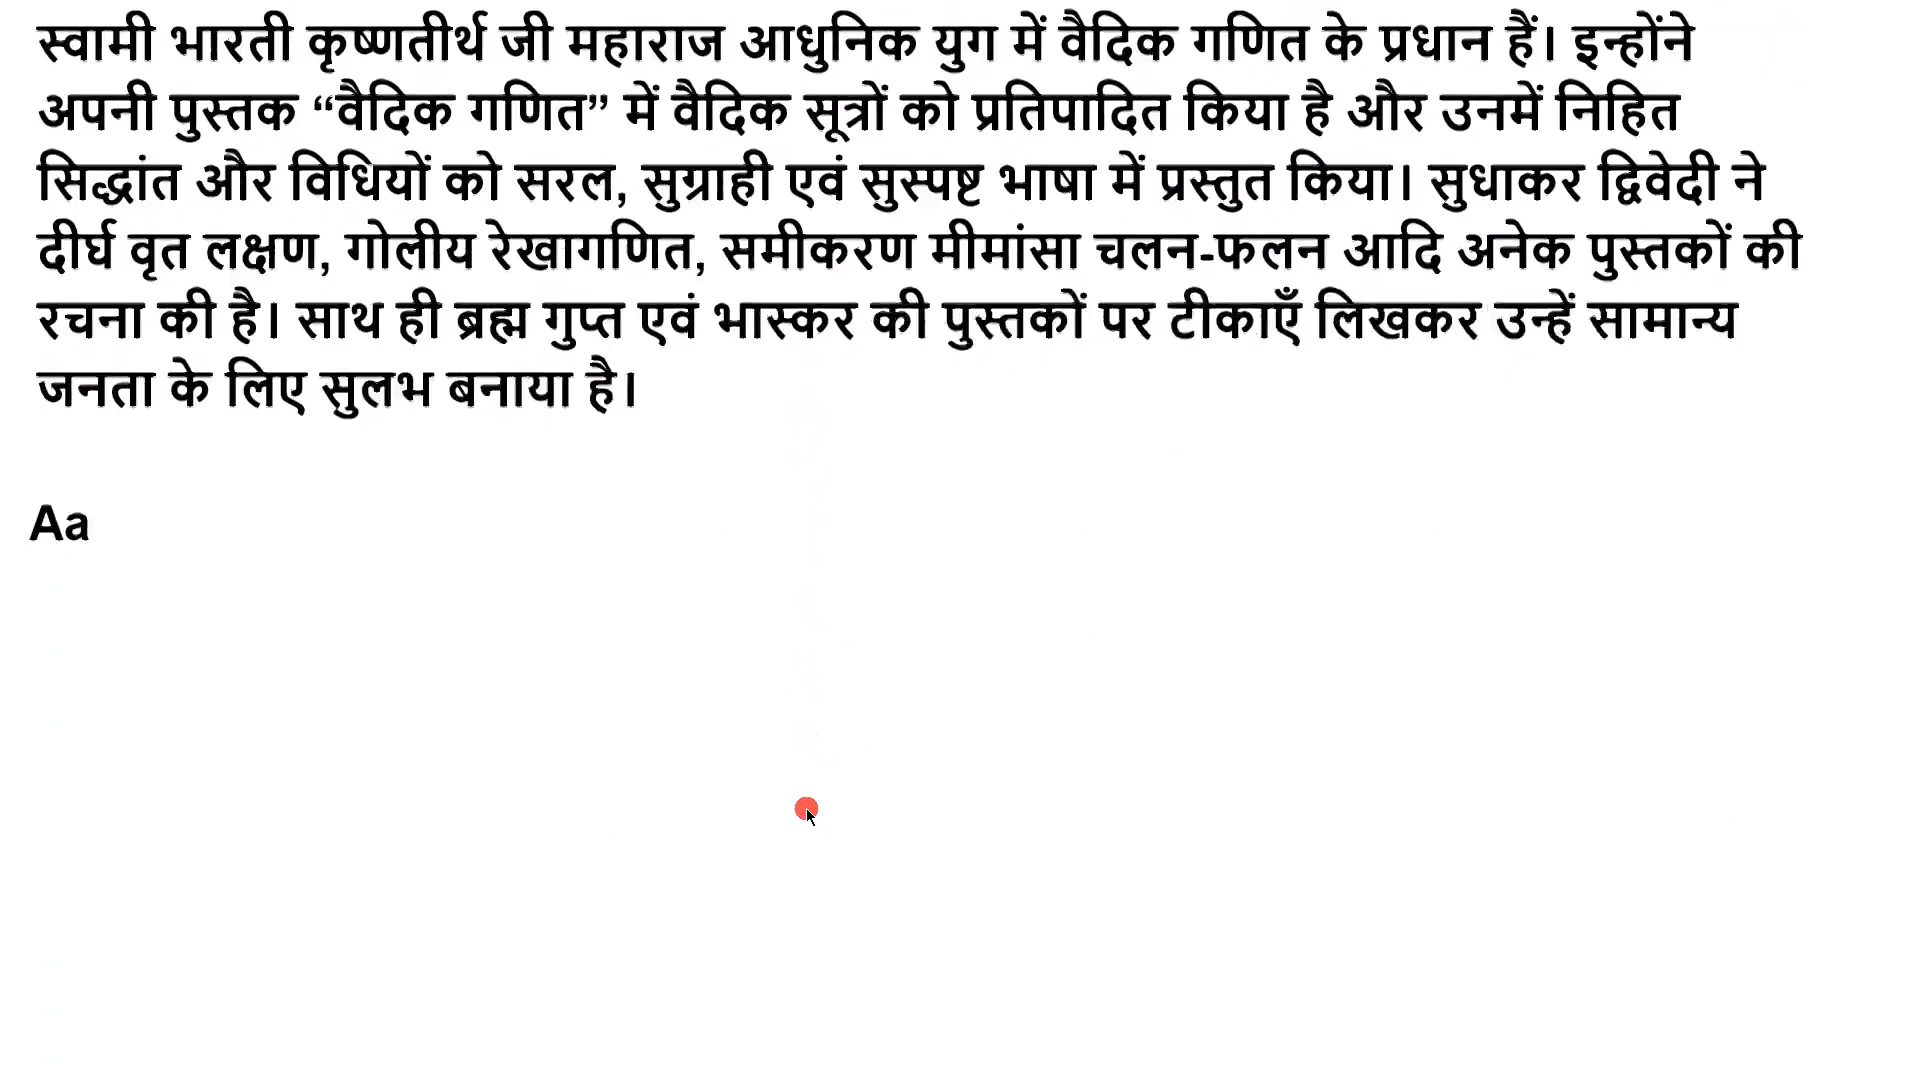 स्वामी भारती कृष्णतीर्थ जी महाराज आधुनिक युग में वैदिक गणित के प्रधान हैं। इन्होंने
अपनी पुस्तक “वैदिक गणित” में वैदिक सूत्रों को प्रतिपादित किया है और उनमें निहित
सिद्धांत और विधियों को सरल, सुग्राही एवं सुस्पष्ट भाषा में प्रस्तुत किया। सुधाकर द्विवेदी ने
दीर्घ वृत लक्षण, गोलीय रेखागणित, समीकरण मीमांसा चलन-फलन आदि अनेक पुस्तकों की
रचना की है। साथ ही ब्रह्म गुप्त एवं भास्कर की पुस्तकों पर टीकाएँ लिखकर उन्हें सामान्य
जनता के लिए सुलभ बनाया है।
Aa